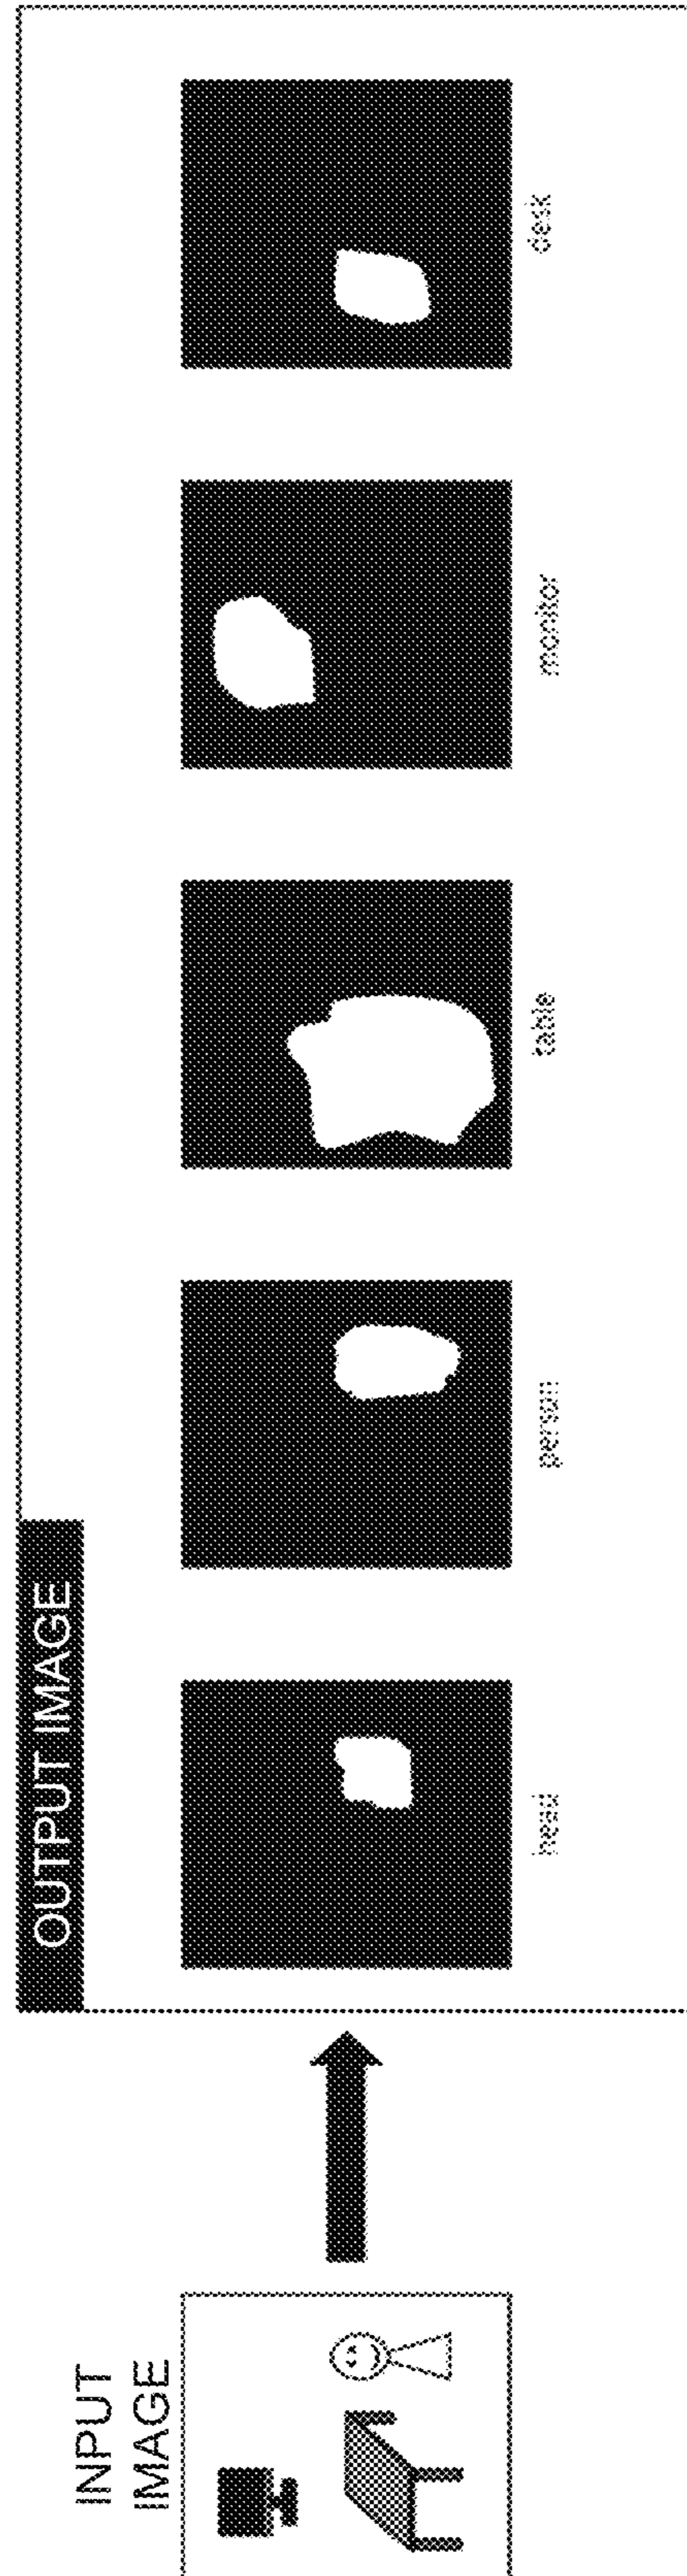 INPUT
IMAGE
OUTPUT IMAGE
head
person
table
monitor
desk